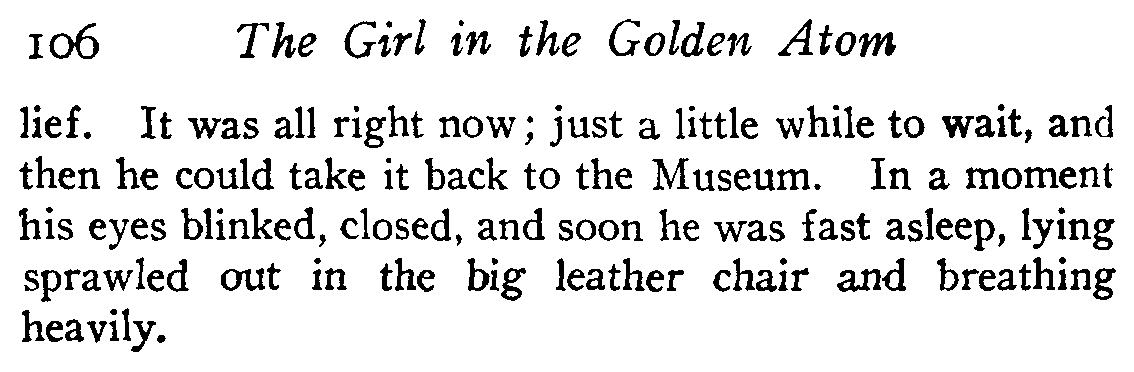 106 The Girl in the Golden Atom
lief. It was all right now; just a little while to wait, and
then he could take it back to the Museum. In a moment
his eyes blinked, closed, and soon he was fast asleep, lying
sprawled out in the big leather chair and breathing
heavily.